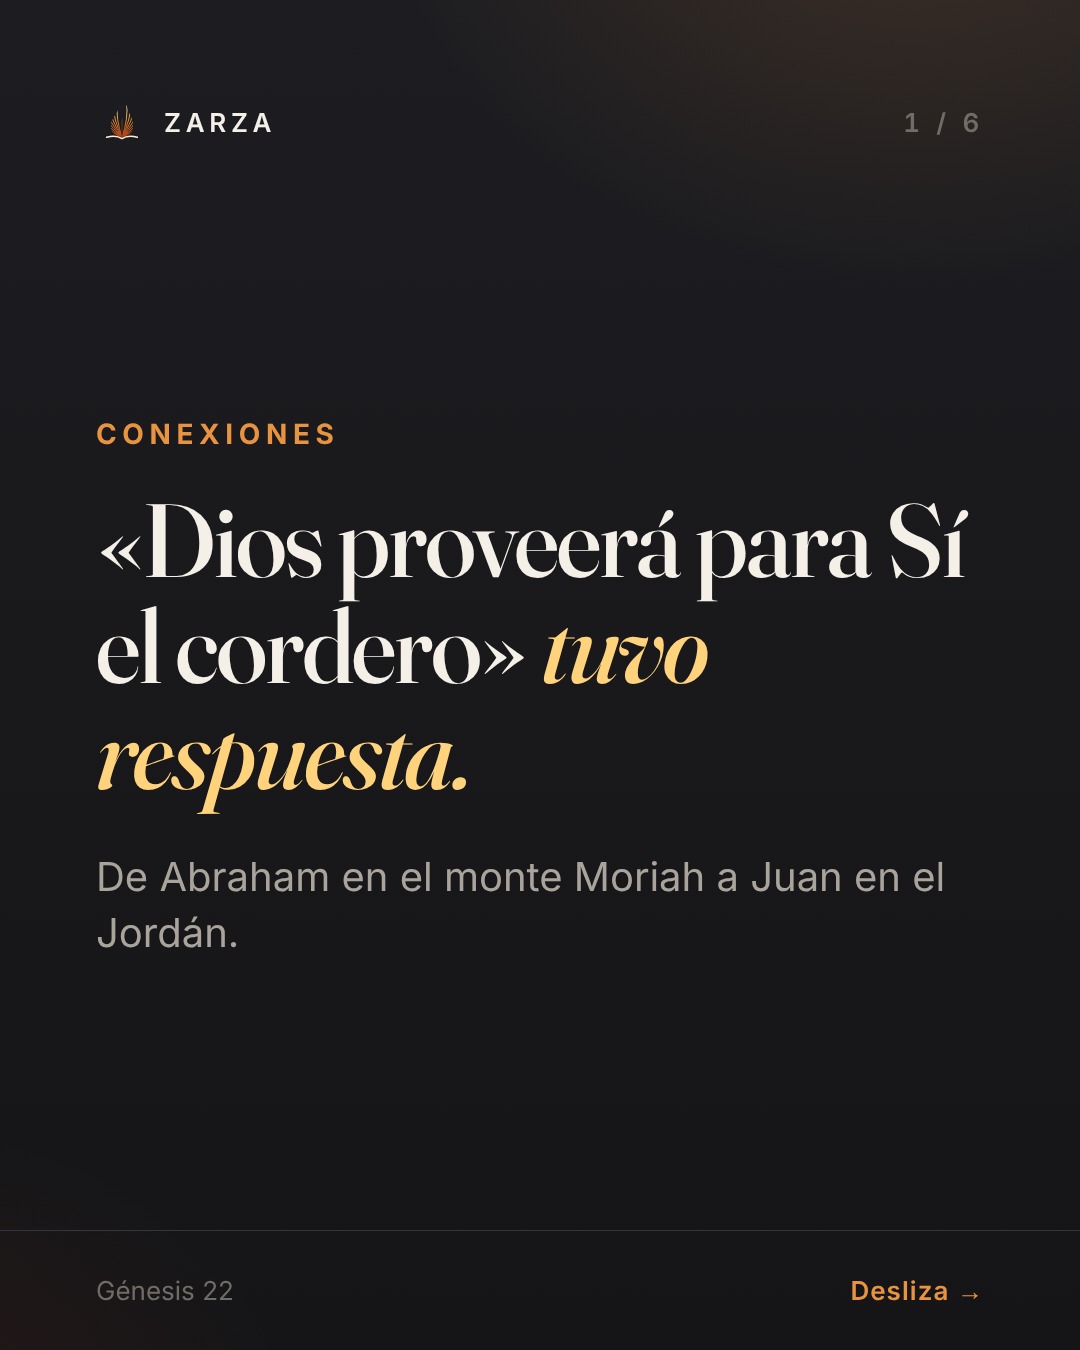 ZARZA
1 / 6
CONEXIONES
«Dios proveerá para Sí
el cordero» tuvo
respuesta.
De Abraham en el monte Moriah a Juan en el
Jordán.
Génesis 22
Desliza →